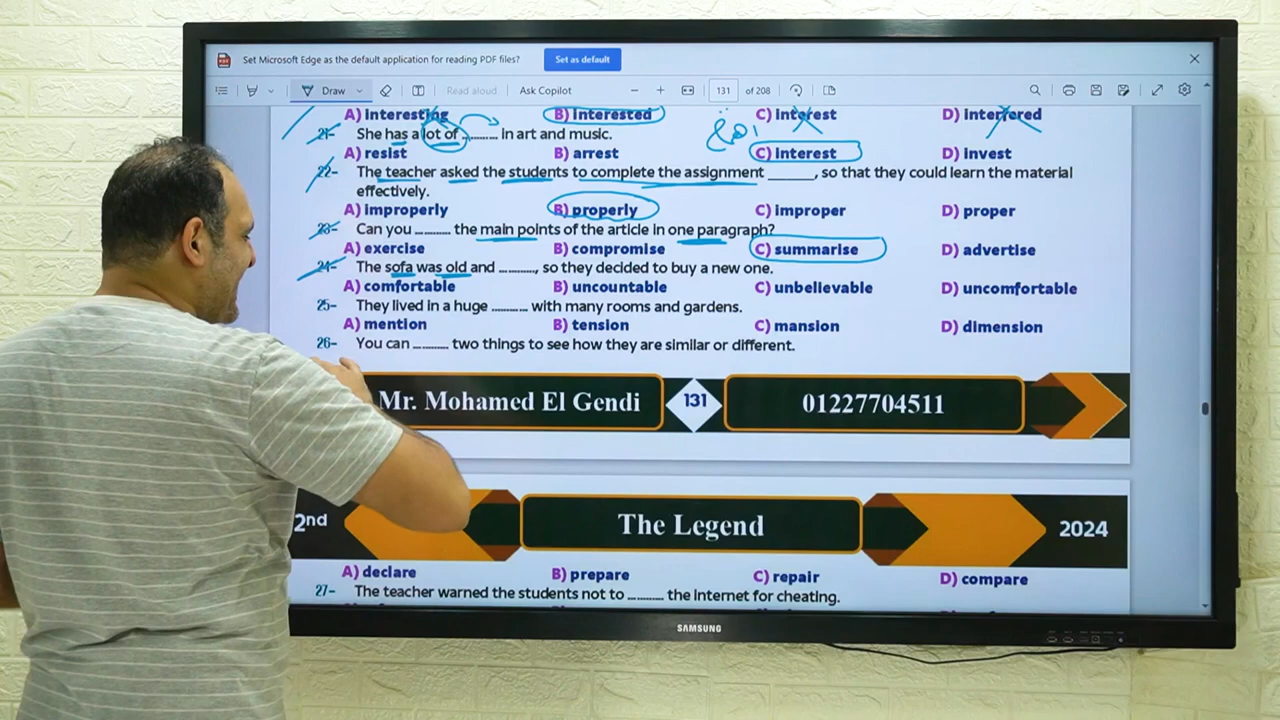 Set Microsoft Edge as the default application for reading PDF files? Set as default
Draw Read aloud Ask Copilot 131 of 208
A) Interesting B) Interested C) Interest D) Interfered
21- She has a lot of .......... in art and music.
A) resist B) arrest C) interest D) invest
22- The teacher asked the students to complete the assignment ______, so that they could learn the material
effectively.
A) improperly B) properly C) improper D) proper
23- Can you .......... the main points of the article in one paragraph?
A) exercise B) compromise C) summarise D) advertise
24- The sofa was old and .........., so they decided to buy a new one.
A) comfortable B) uncountable C) unbelievable D) uncomfortable
25- They lived in a huge .......... with many rooms and gardens.
A) mention B) tension C) mansion D) dimension
26- You can .......... two things to see how they are similar or different.
Mr. Mohamed El Gendi 131 01227704511
2nd The Legend 2024
A) declare B) prepare C) repair D) compare
27- The teacher warned the students not to .......... the internet for cheating.
SAMSUNG